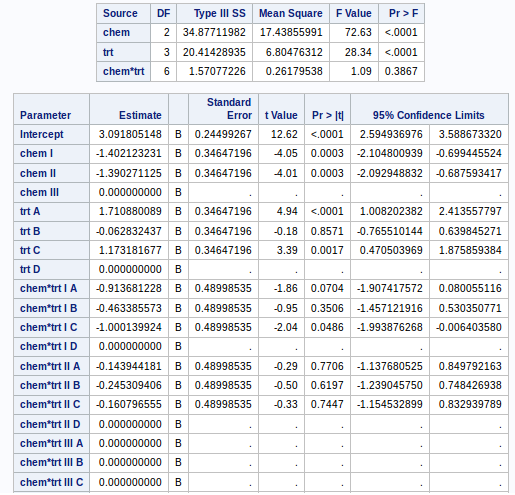 Source DF Type III SS Mean Square F Value Pr > F
chem 2 34.87711982 17.43855991 72.63 <.0001
trt 3 20.41428935 6.80476312 28.34 <.0001
chem*trt 6 1.57077226 0.26179538 1.09 0.3867
Parameter Estimate Standard Error t Value Pr > |t| 95% Confidence Limits
Intercept 3.091805148 B 0.24499267 12.62 <.0001 2.594936976 3.588673320
chem I -1.402123231 B 0.34647196 -4.05 0.0003 -2.104800939 -0.699445524
chem II -1.390271125 B 0.34647196 -4.01 0.0003 -2.092948832 -0.687593417
chem III 0.000000000 B . . . . .
trt A 1.710880089 B 0.34647196 4.94 <.0001 1.008202382 2.413557797
trt B -0.062832437 B 0.34647196 -0.18 0.8571 -0.765510144 0.639845271
trt C 1.173181677 B 0.34647196 3.39 0.0017 0.470503969 1.875859384
trt D 0.000000000 B . . . . .
chem*trt I A -0.913681228 B 0.48998535 -1.86 0.0704 -1.907417572 0.080055116
chem*trt I B -0.463385573 B 0.48998535 -0.95 0.3506 -1.457121916 0.530350771
chem*trt I C -1.000139924 B 0.48998535 -2.04 0.0486 -1.993876268 -0.006403580
chem*trt I D 0.000000000 B . . . . .
chem*trt II A -0.143944181 B 0.48998535 -0.29 0.7706 -1.137680525 0.849792163
chem*trt II B -0.245309406 B 0.48998535 -0.50 0.6197 -1.239045750 0.748426938
chem*trt II C -0.160796555 B 0.48998535 -0.33 0.7447 -1.154532899 0.832939789
chem*trt II D 0.000000000 B . . . . .
chem*trt III A 0.000000000 B . . . . .
chem*trt III B 0.000000000 B . . . . .
chem*trt III C 0.000000000 B . . . . .